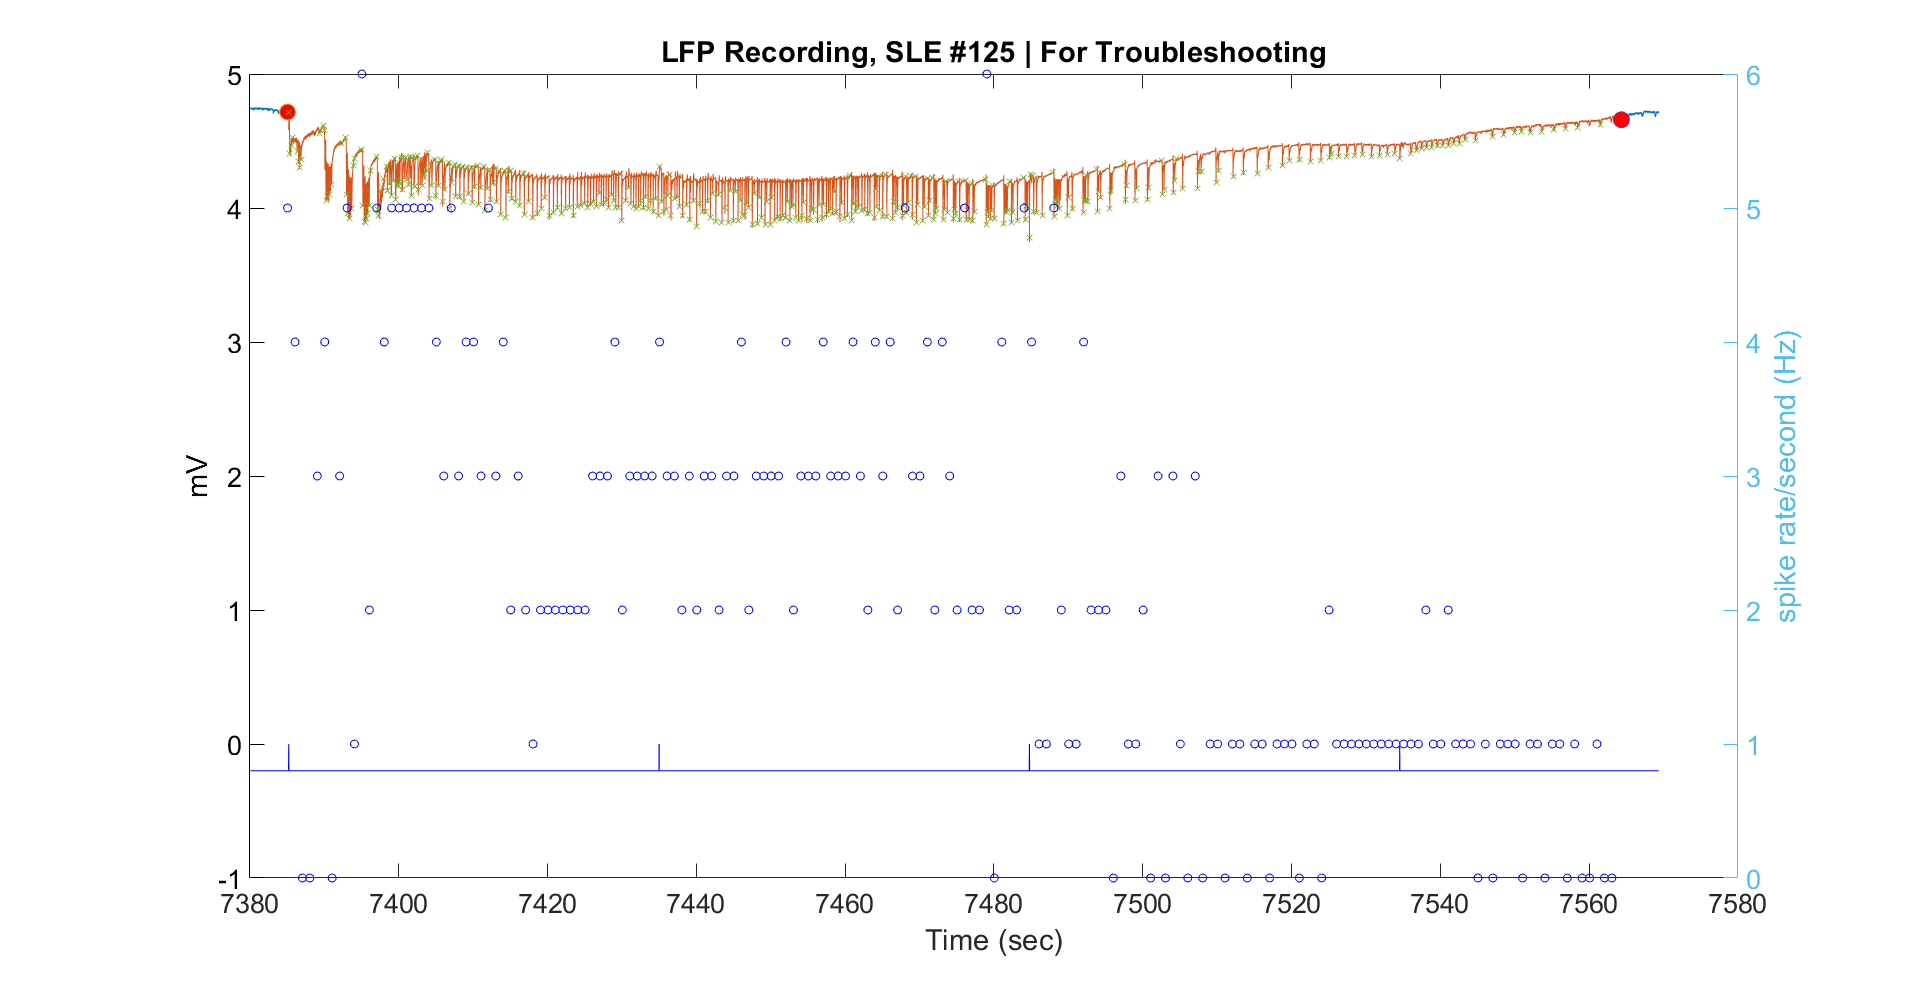 LFP Recording, SLE #125 | For Troubleshooting
5
4
3
2
1
0
-1
mV
6
5
4
3
2
1
0
spike rate/second (Hz)
7380 7400 7420 7440 7460 7480 7500 7520 7540 7560 7580
Time (sec)